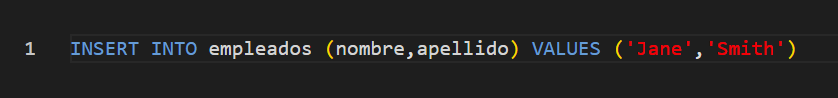 1 INSERT INTO empleados (nombre,apellido) VALUES ('Jane','Smith')